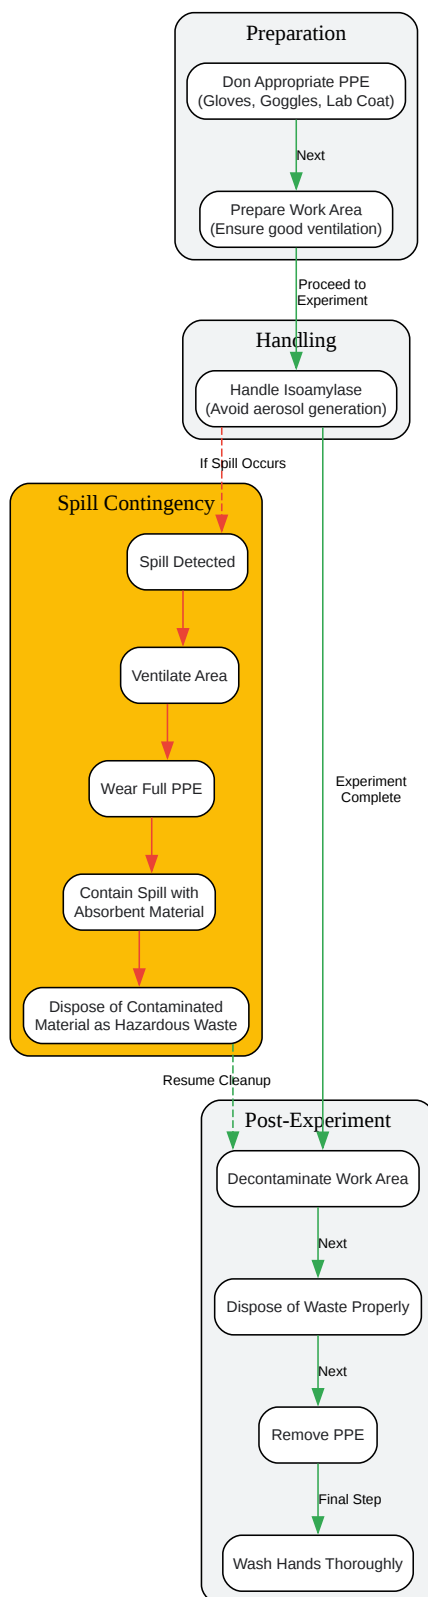 Preparation
Don Appropriate PPE
(Gloves, Goggles, Lab Coat)
Next
Prepare Work Area
(Ensure good ventilation)
Proceed to
Experiment
Handling
Handle Isoamylase
(Avoid aerosol generation)
If Spill Occurs
Spill Contingency
Spill Detected
Ventilate Area
Wear Full PPE
Experiment
Complete
Contain Spill with
Absorbent Material
Dispose of Contaminated
Material as Hazardous Waste
Resume Cleanup
Post-Experiment
Decontaminate Work Area
Next
Dispose of Waste Properly
Next
Remove PPE
Final Step
Wash Hands Thoroughly